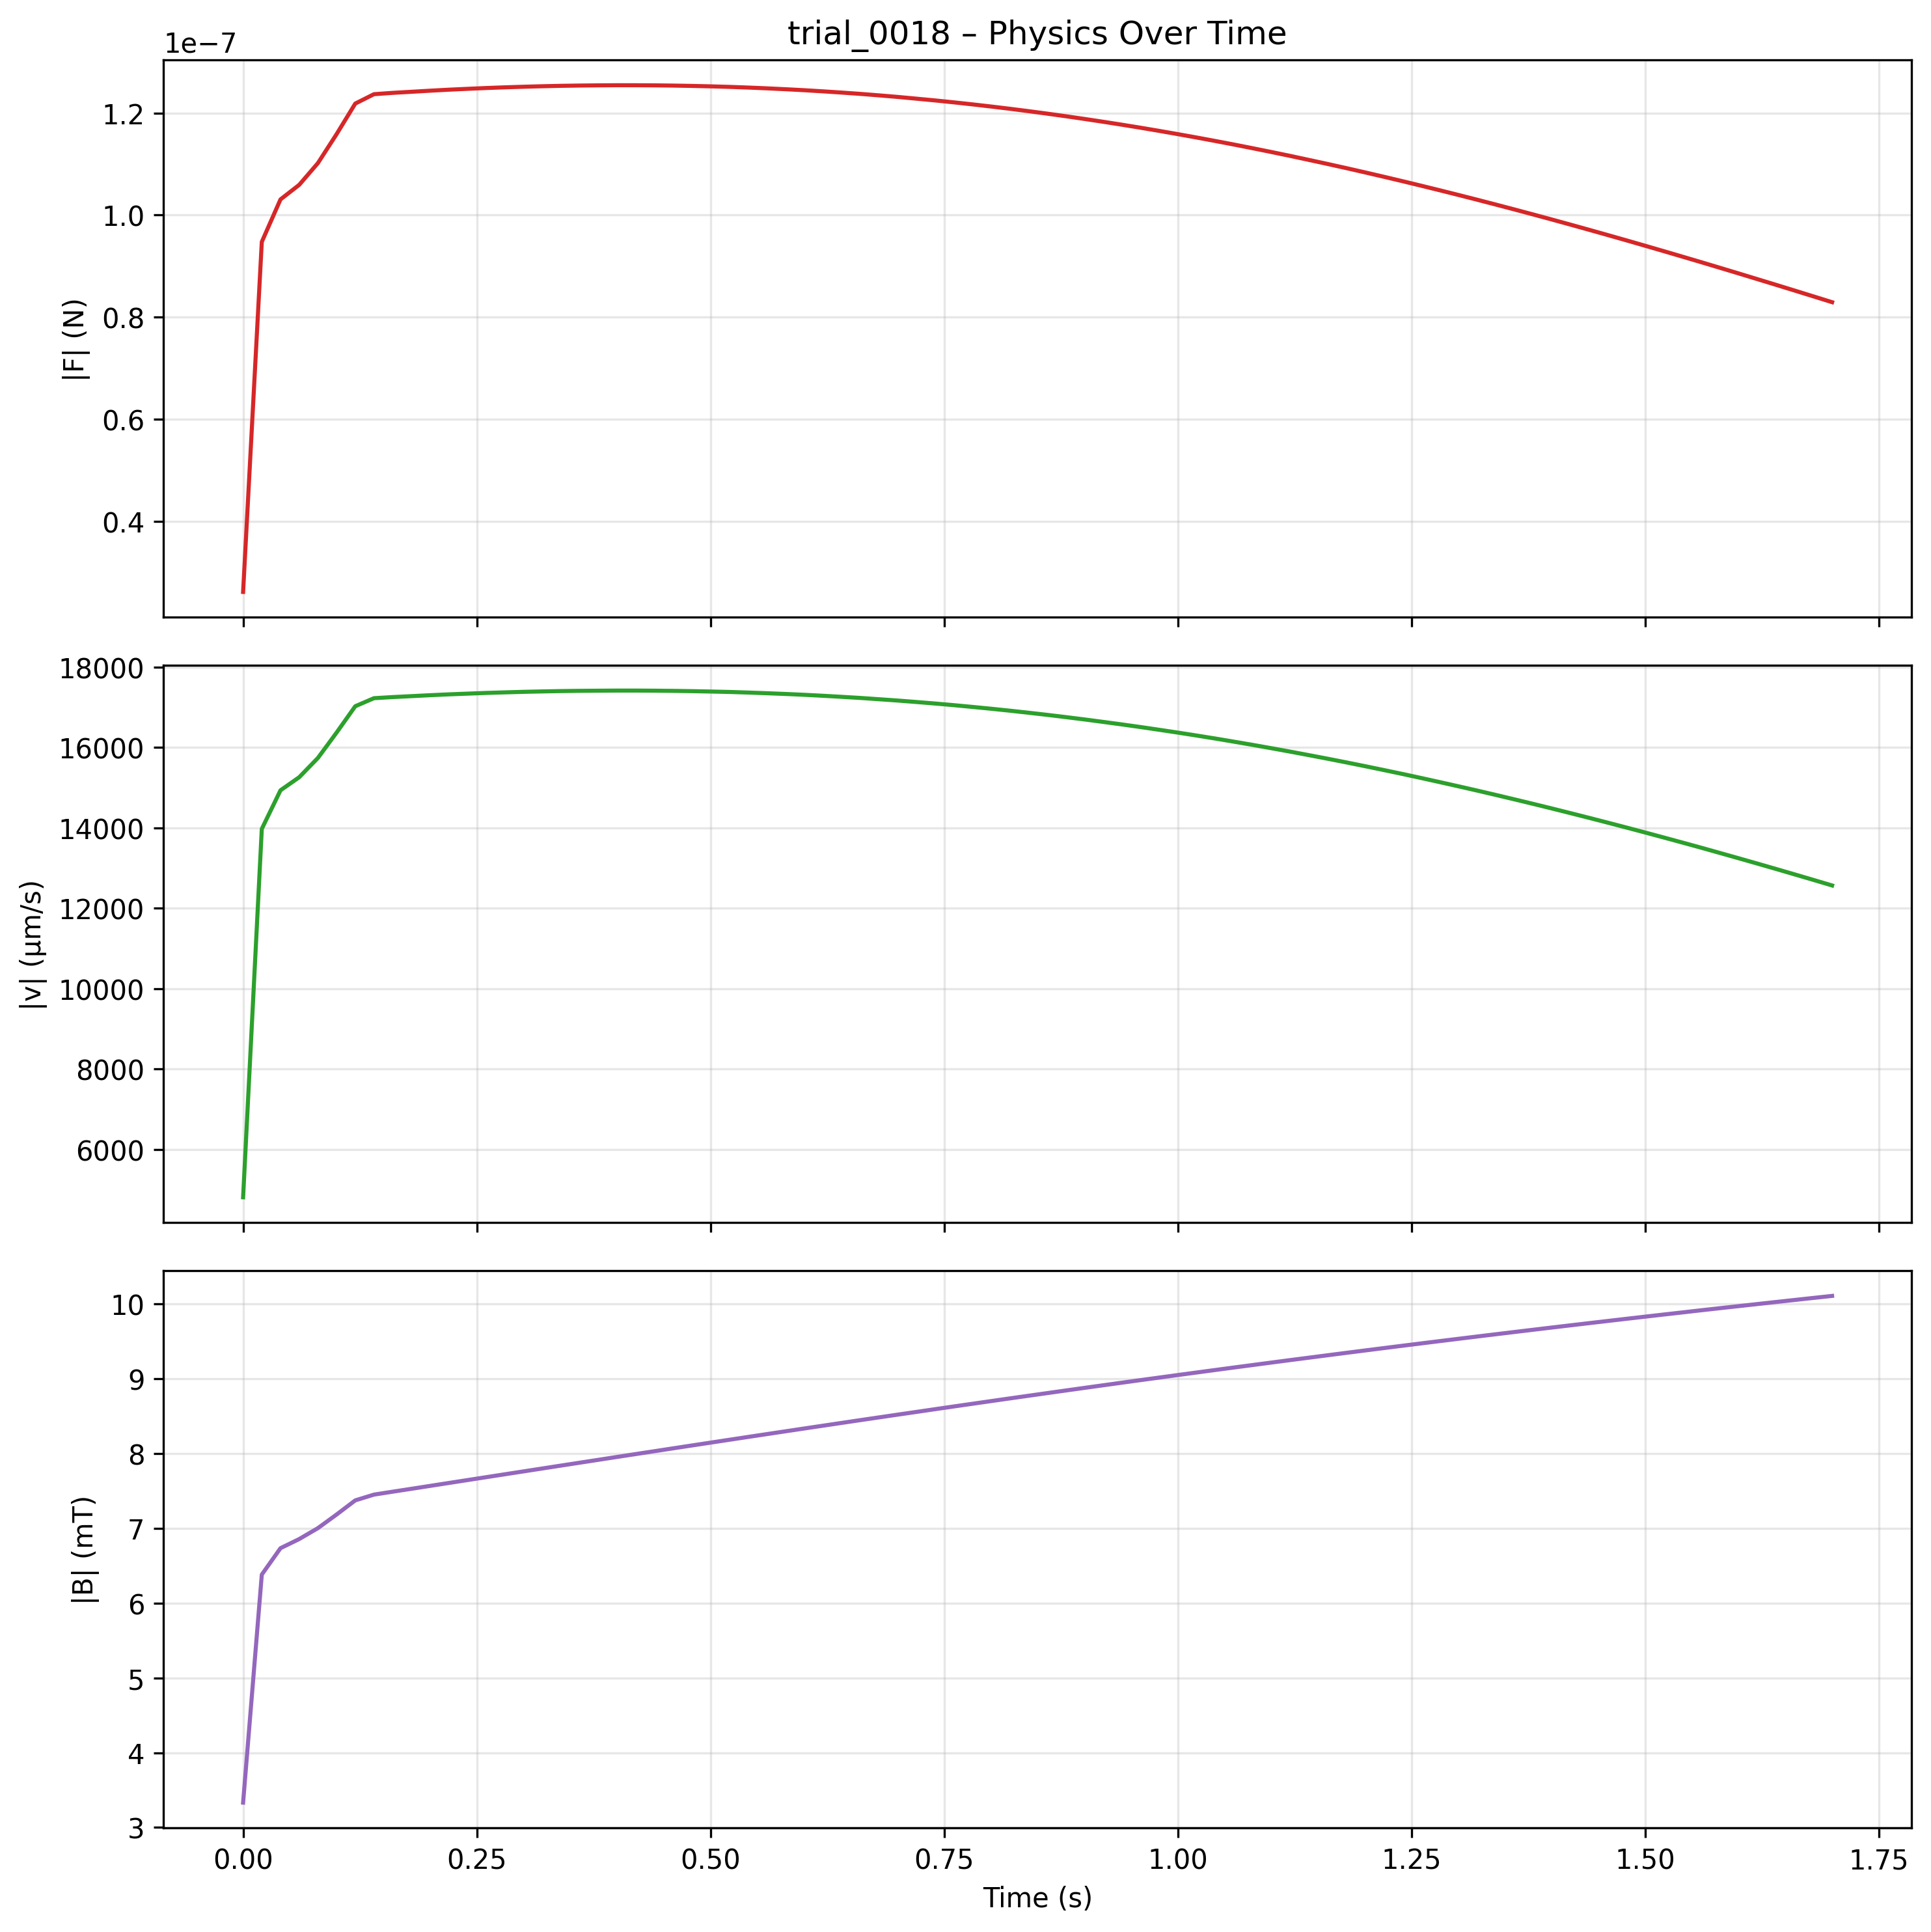 trial_0018 – Physics Over Time
1e−7
1.2
1.0
0.8
0.6
0.4
|F| (N)
18000
16000
14000
12000
10000
8000
6000
|v| (µm/s)
10
9
8
7
6
5
4
3
|B| (mT)
0.00 0.25 0.50 0.75 1.00 1.25 1.50 1.75
Time (s)